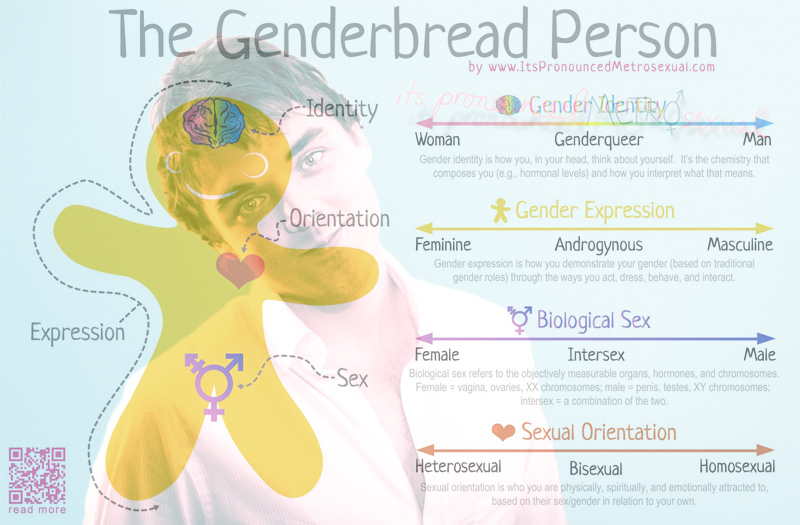 The Genderbread Person
by www.ItsPronouncedMetrosexual.com
it's pronounced METROsexual
Identity
Orientation
Expression
Sex
read more
Gender Identity
Woman Genderqueer Man
Gender identity is how you, in your head, think about yourself. It's the chemistry that
composes you (e.g., hormonal levels) and how you interpret what that means.
Gender Expression
Feminine Androgynous Masculine
Gender expression is how you demonstrate your gender (based on traditional
gender roles) through the ways you act, dress, behave, and interact.
Biological Sex
Female Intersex Male
Biological sex refers to the objectively measurable organs, hormones, and chromosomes.
Female = vagina, ovaries, XX chromosomes; male = penis, testes, XY chromosomes;
intersex = a combination of the two.
Sexual Orientation
Heterosexual Bisexual Homosexual
Sexual orientation is who you are physically, spiritually, and emotionally attracted to,
based on their sex/gender in relation to your own.